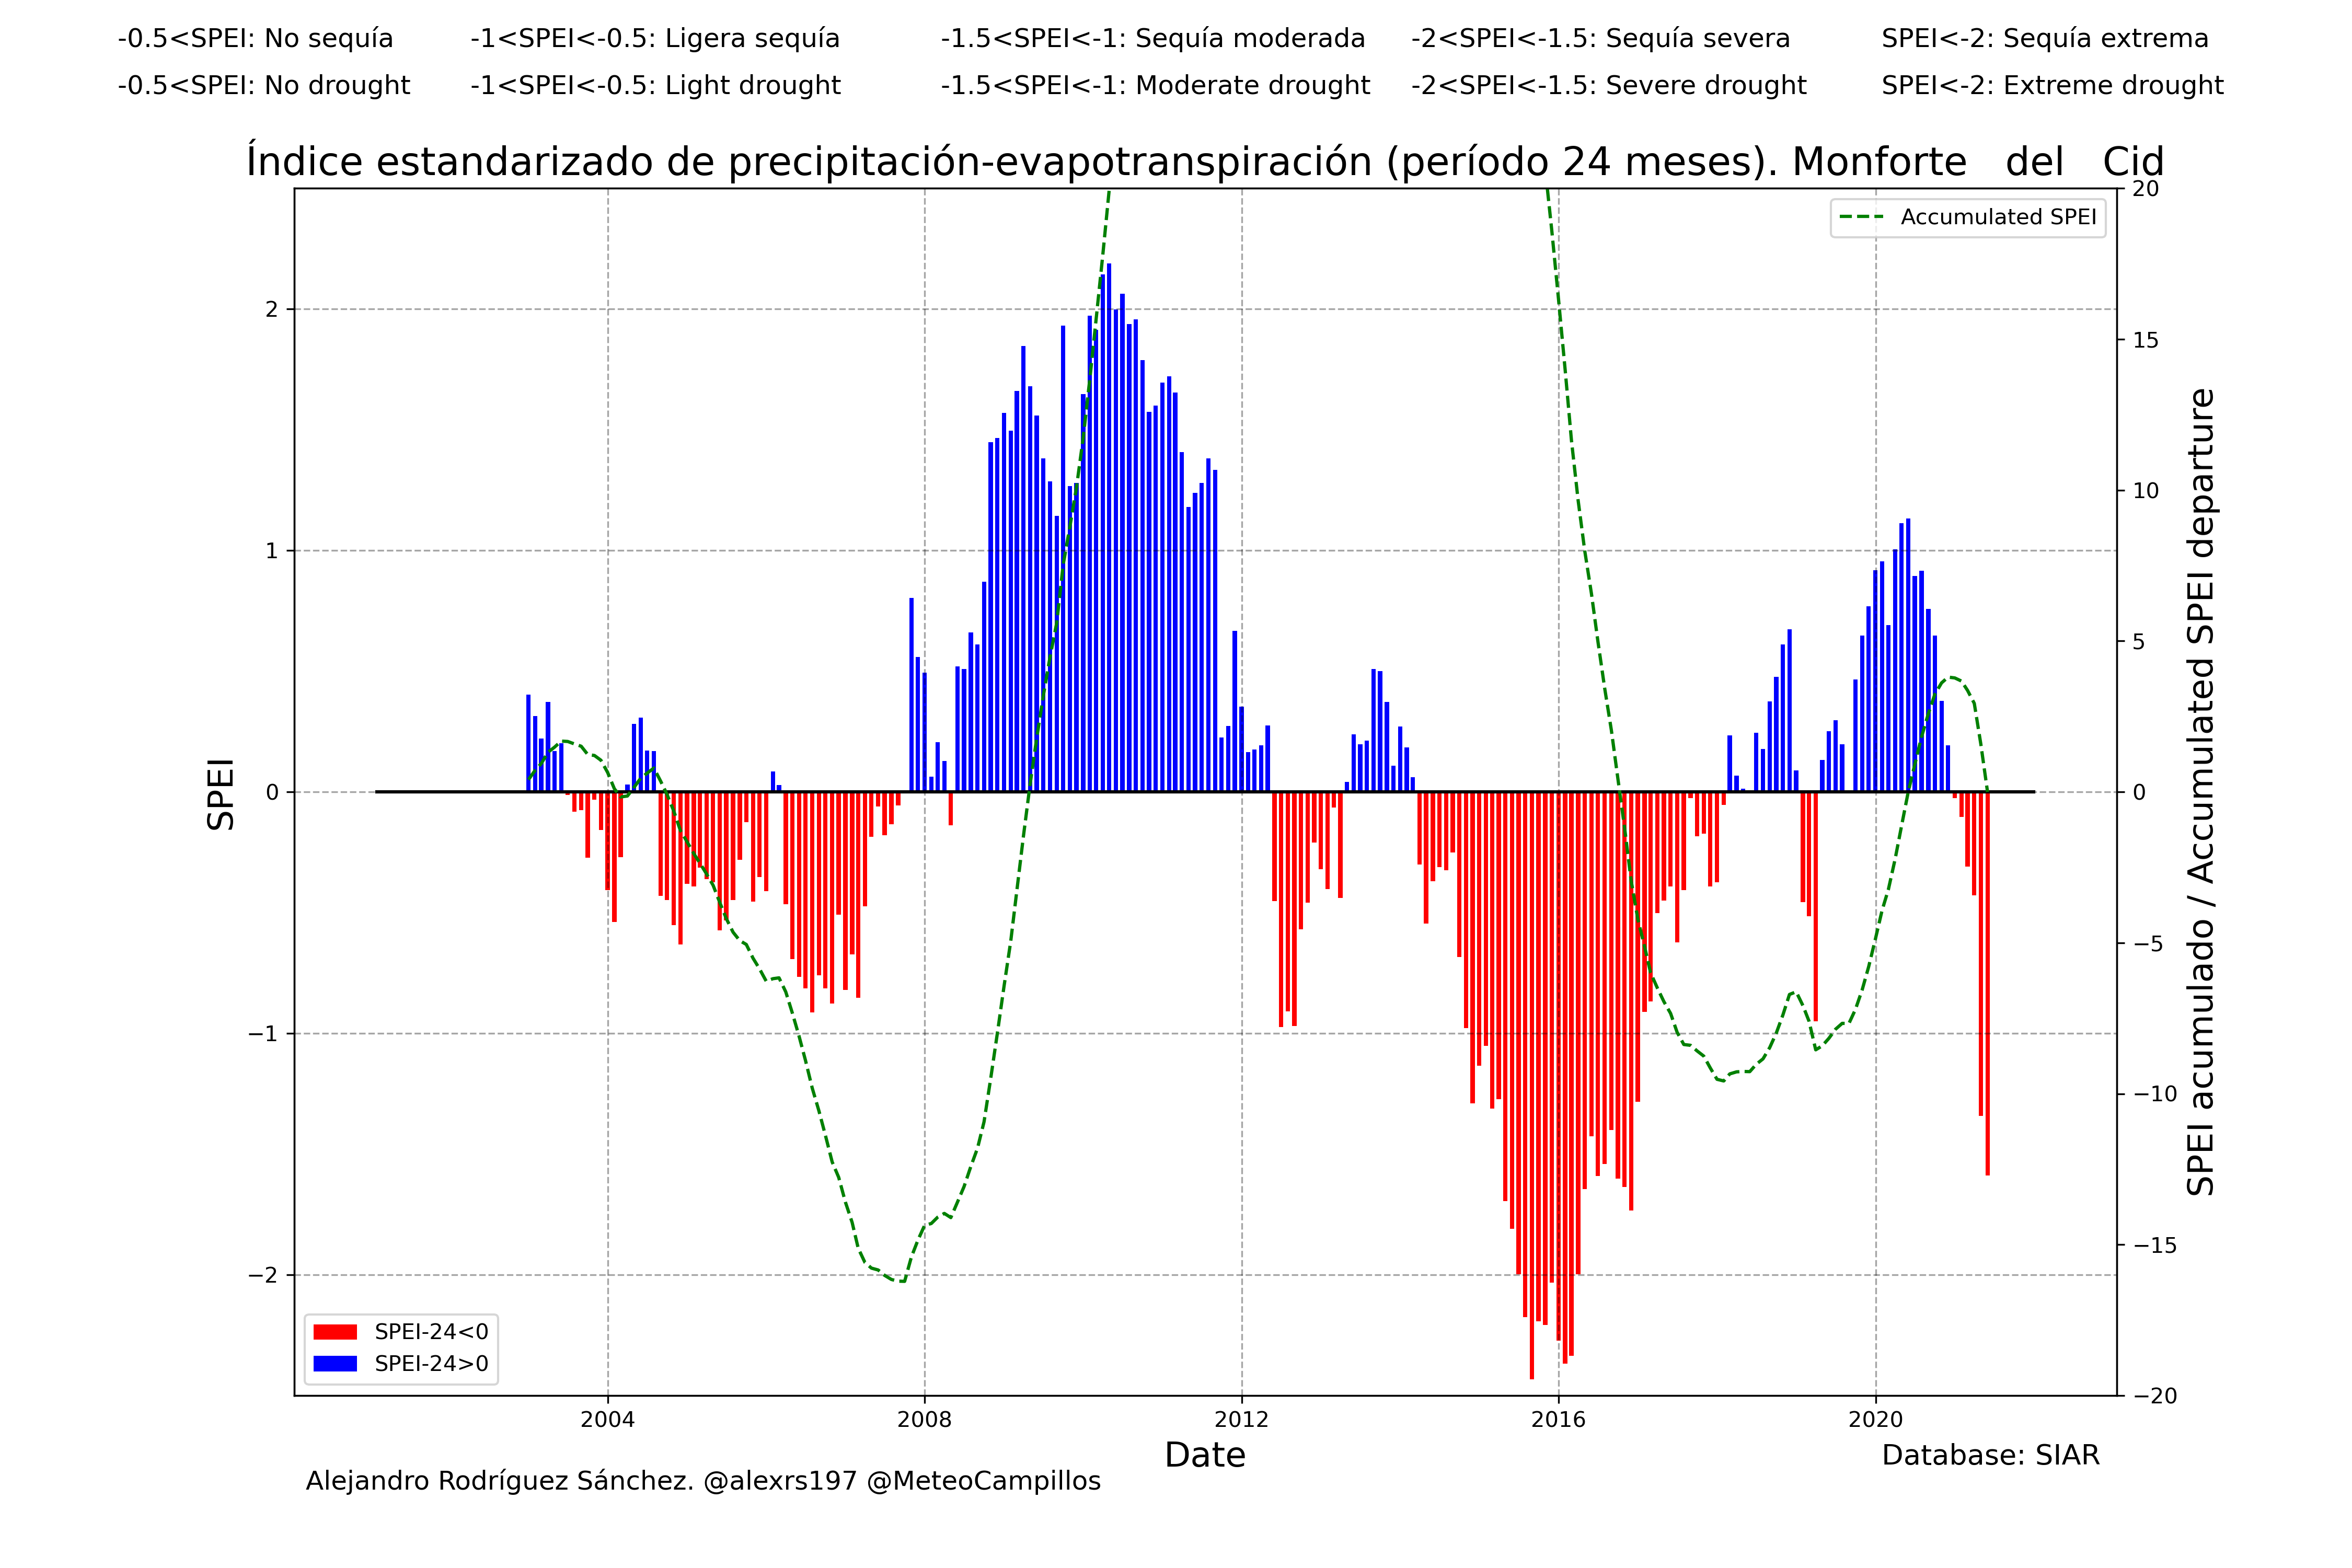 -0.5<SPEI: No sequía -1<SPEI<-0.5: Ligera sequía -1.5<SPEI<-1: Sequía moderada -2<SPEI<-1.5: Sequía severa SPEI<-2: Sequía extrema
-0.5<SPEI: No drought -1<SPEI<-0.5: Light drought -1.5<SPEI<-1: Moderate drought -2<SPEI<-1.5: Severe drought SPEI<-2: Extreme drought
Índice estandarizado de precipitación-evapotranspiración (período 24 meses). Monforte del Cid
Accumulated SPEI
2
1
0
−1
−2
SPEI
20
15
10
5
0
−5
−10
−15
−20
SPEI acumulado / Accumulated SPEI departure
SPEI-24<0
SPEI-24>0
2004 2008 2012 2016 2020
Date
Database: SIAR
Alejandro Rodríguez Sánchez. @alexrs197 @MeteoCampillos